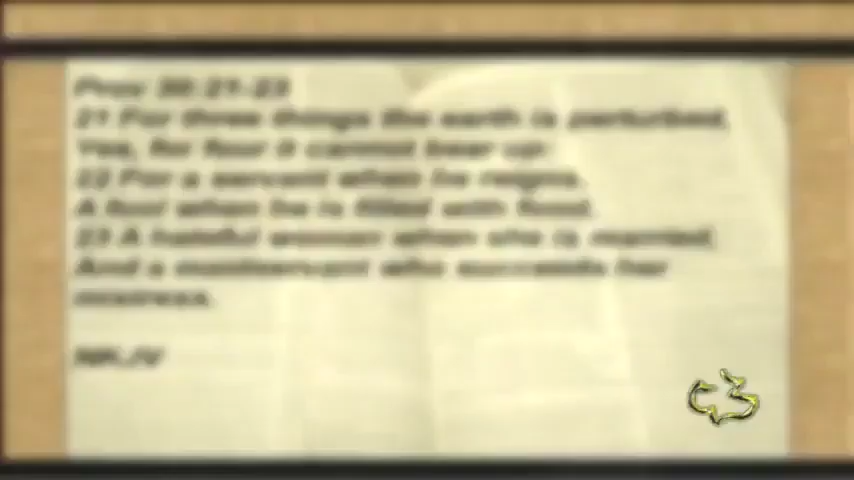 Prov 30:21-23
21 For three things the earth is perturbed,
Yes, for four it cannot bear up:
22 For a servant when he reigns,
A fool when he is filled with food,
23 A hateful woman when she is married,
And a maidservant who succeeds her
mistress.
NKJV